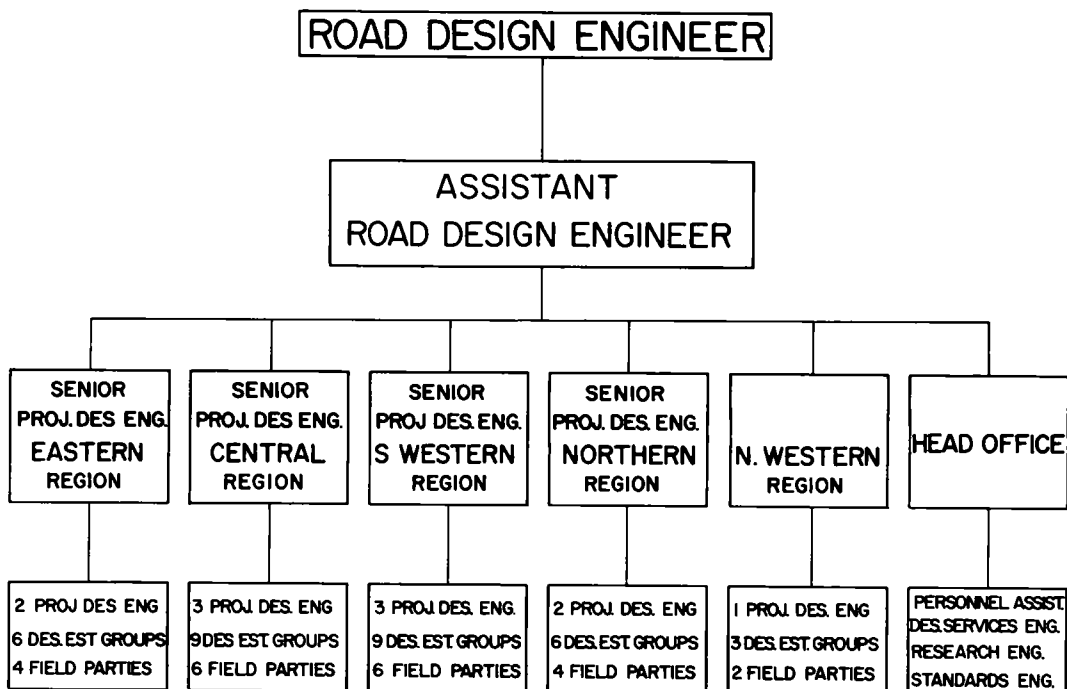 ROAD DESIGN ENGINEER
ASSISTANT
ROAD DESIGN ENGINEER
SENIOR
PROJ. DES ENG.
EASTERN
REGION
SENIOR
PROJ. DES ENG.
CENTRAL
REGION
SENIOR
PROJ DES. ENG.
S WESTERN
REGION
SENIOR
PROJ. DES. ENG.
NORTHERN
REGION
N. WESTERN
REGION
HEAD OFFICE
2 PROJ DES ENG
6 DES. EST GROUPS
4 FIELD PARTIES
3 PROJ. DES. ENG
9 DES EST GROUPS
6 FIELD PARTIES
3 PROJ. DES. ENG.
9 DES. EST. GROUPS
6 FIELD PARTIES
2 PROJ. DES. ENG
6 DES. EST GROUPS
4 FIELD PARTIES
1 PROJ. DES. ENG
3 DES. EST. GROUPS
2 FIELD PARTIES
PERSONNEL ASSIST.
DES. SERVICES ENG.
RESEARCH ENG.
STANDARDS ENG.